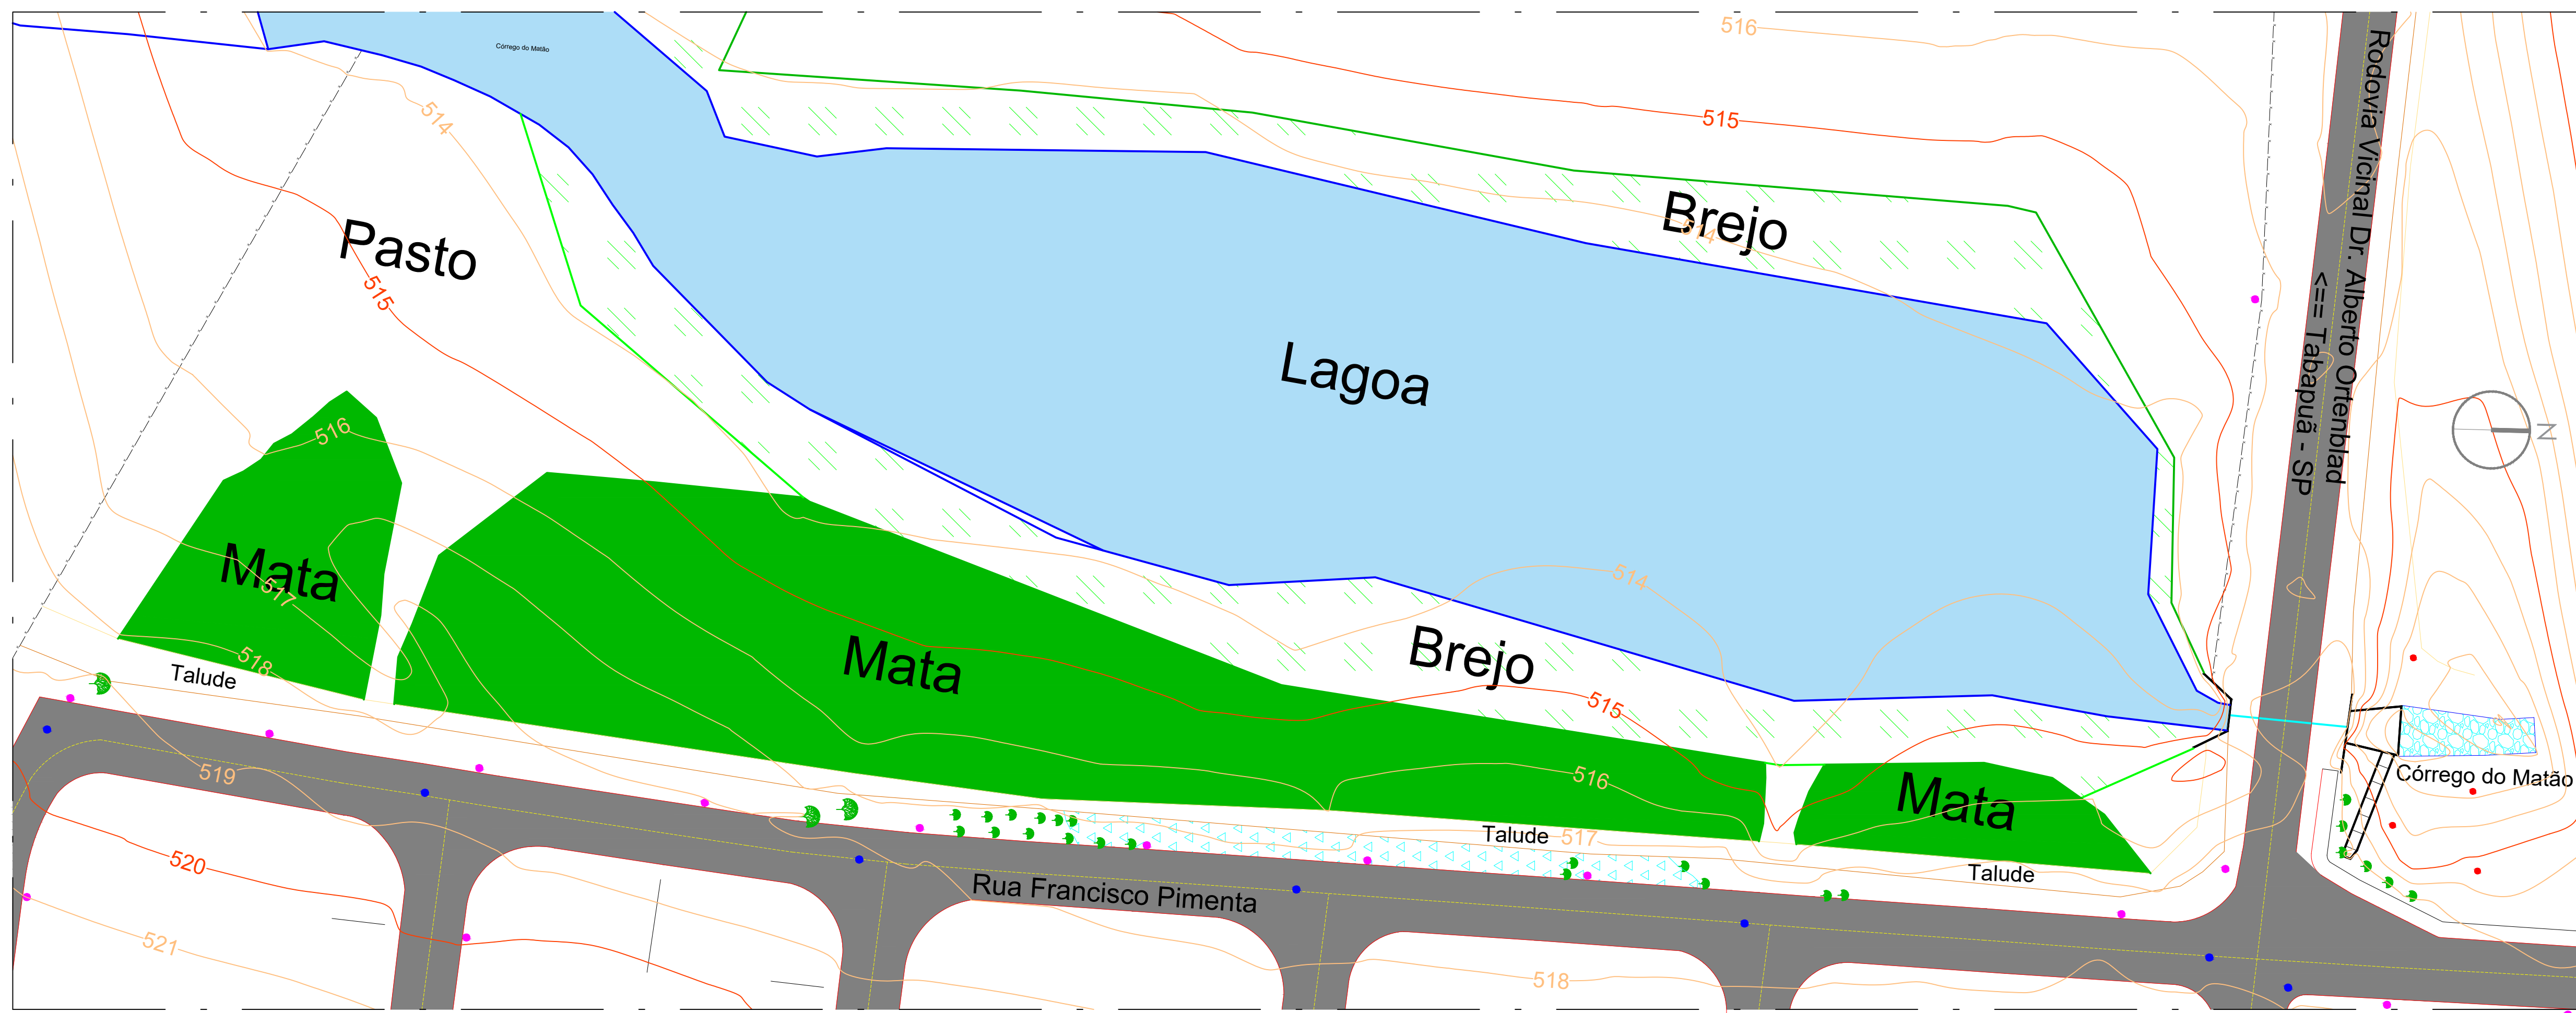 Córrego do Matão
516
Rodovia Vicinal Dr. Alberto Ortenblad
<== Tabapuã - SP
514
515
Brejo
514
Pasto
515
Lagoa
516
N
Mata
517
514
Brejo
518
Talude
Mata
515
519
516
Córrego do Matão
Mata
Talude
517
520
Talude
Rua Francisco Pimenta
521
518